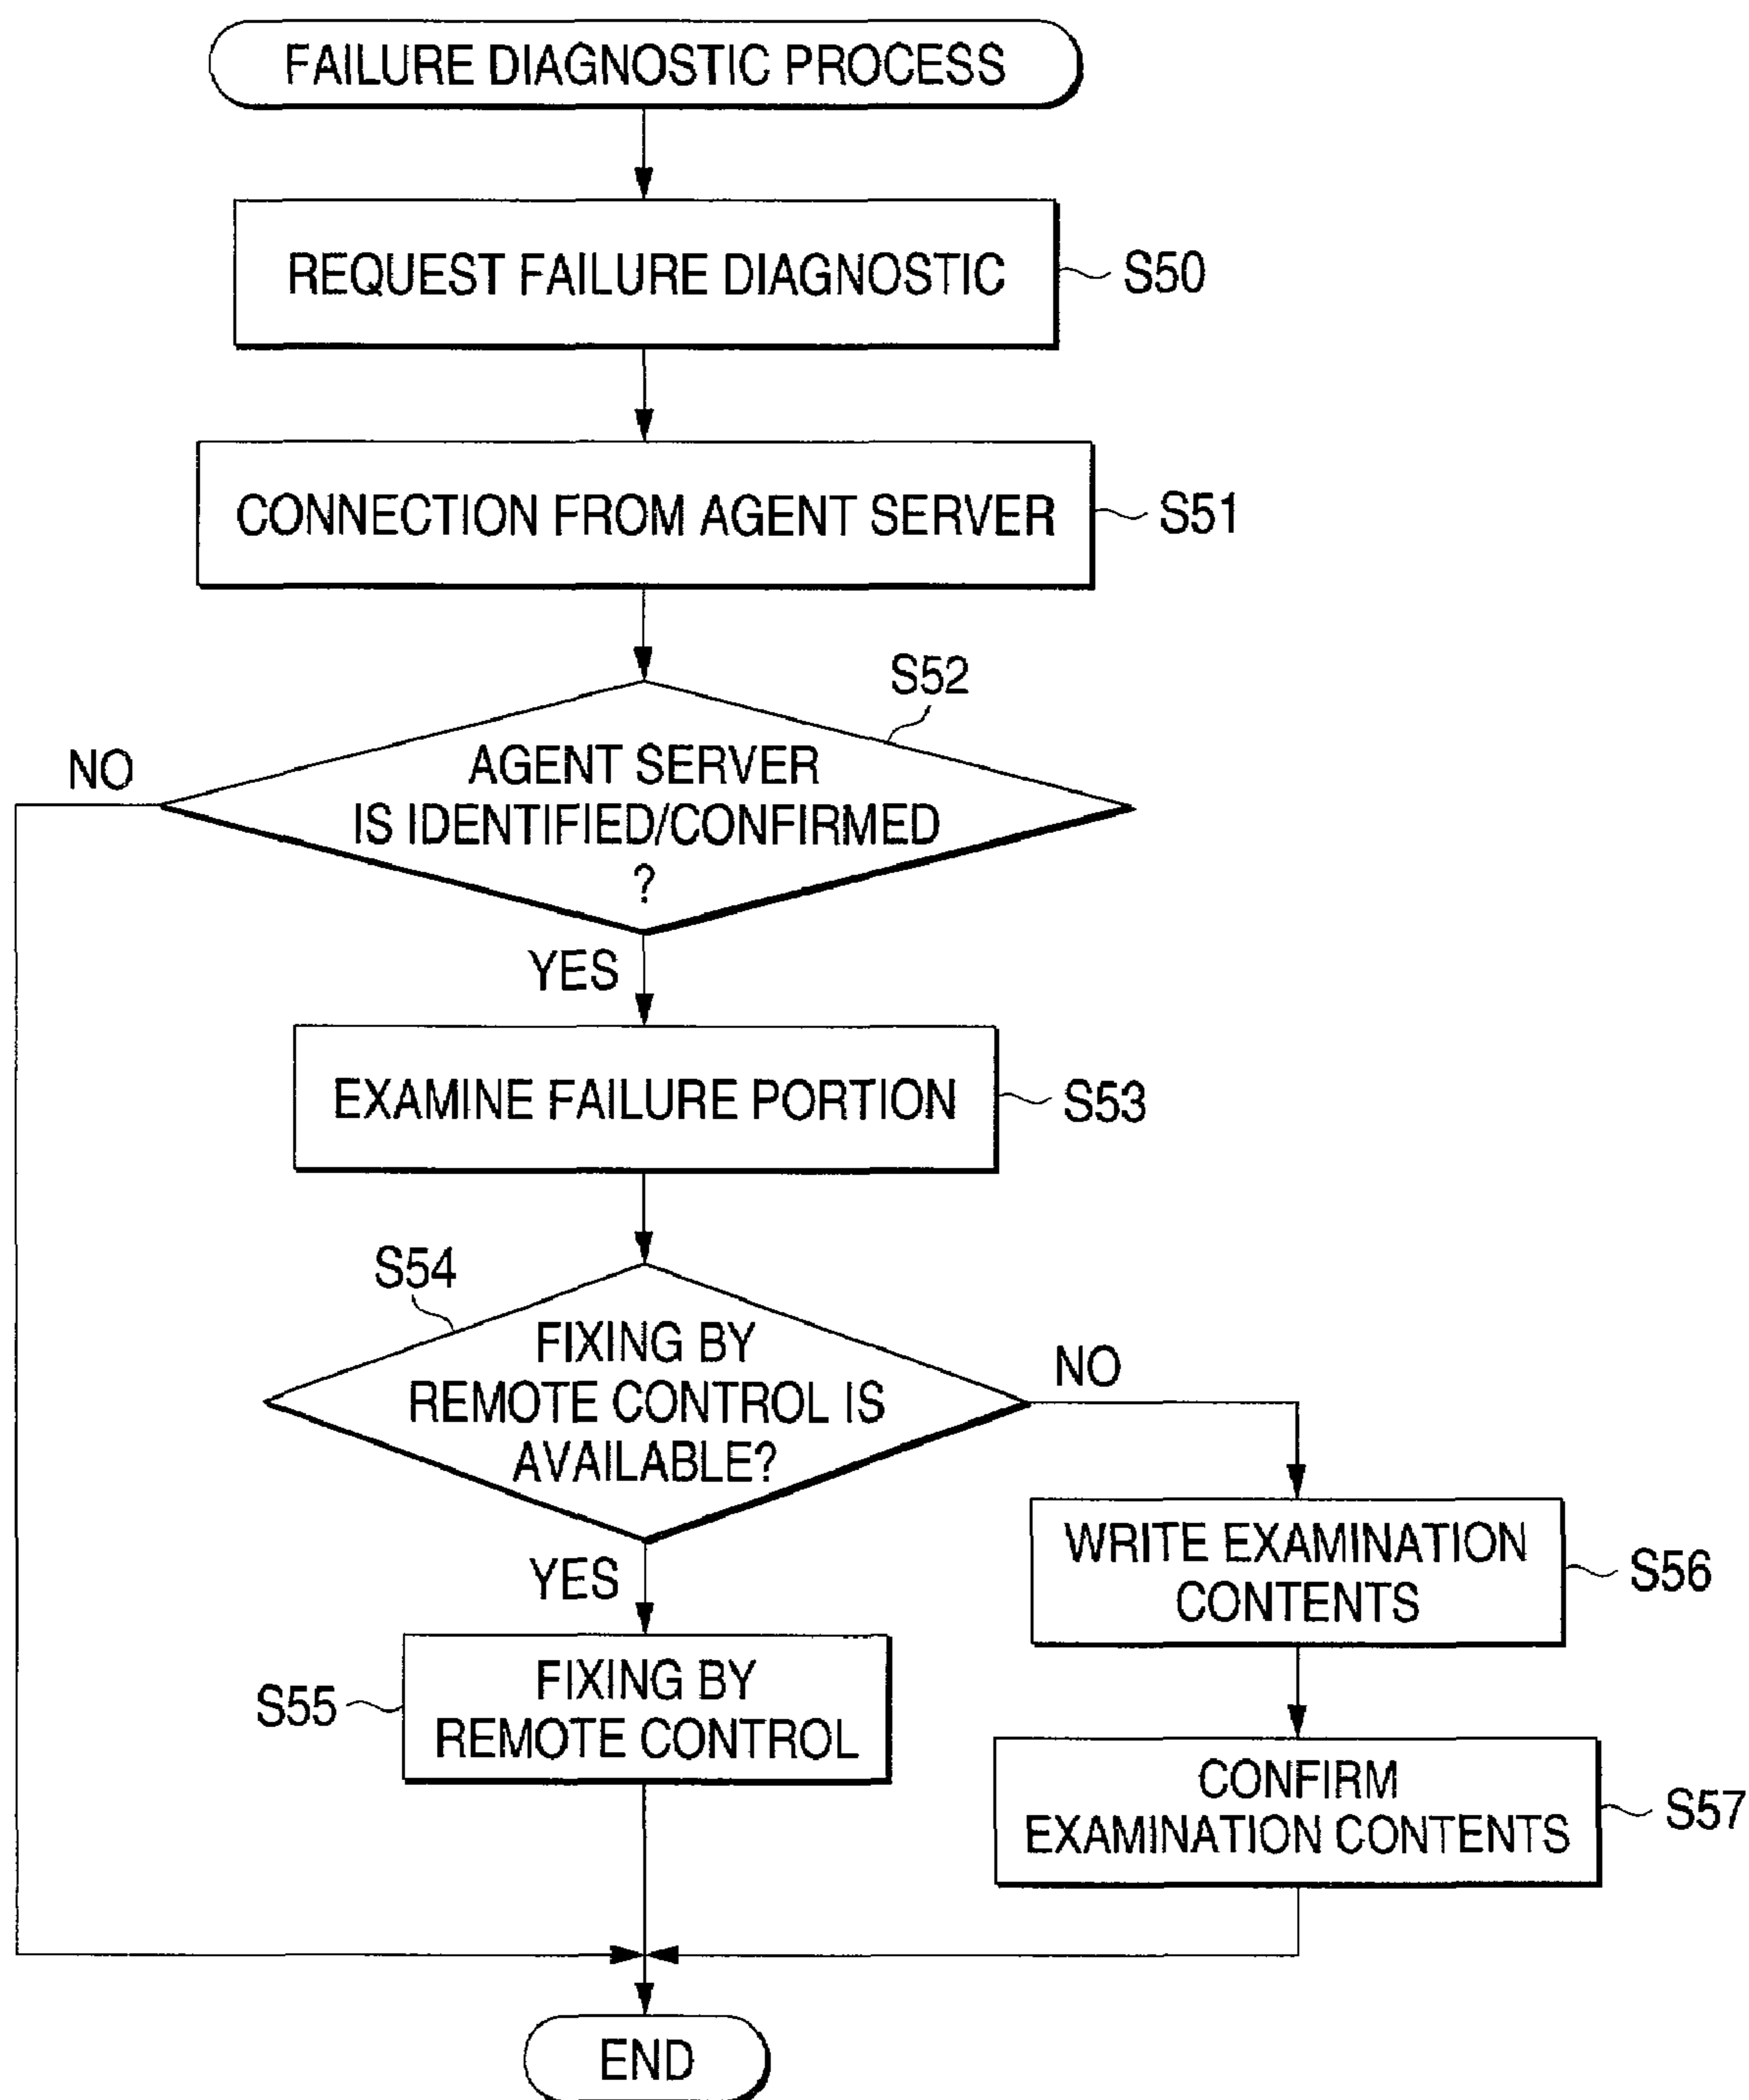 FAILURE DIAGNOSTIC PROCESS
REQUEST FAILURE DIAGNOSTIC
S50
CONNECTION FROM AGENT SERVER
S51
S52
NO
AGENT SERVER
IS IDENTIFIED/CONFIRMED
?
YES
EXAMINE FAILURE PORTION
S53
S54
FIXING BY
REMOTE CONTROL IS
AVAILABLE?
NO
YES
WRITE EXAMINATION
CONTENTS
S56
FIXING BY
REMOTE CONTROL
S55
CONFIRM
EXAMINATION CONTENTS
S57
END